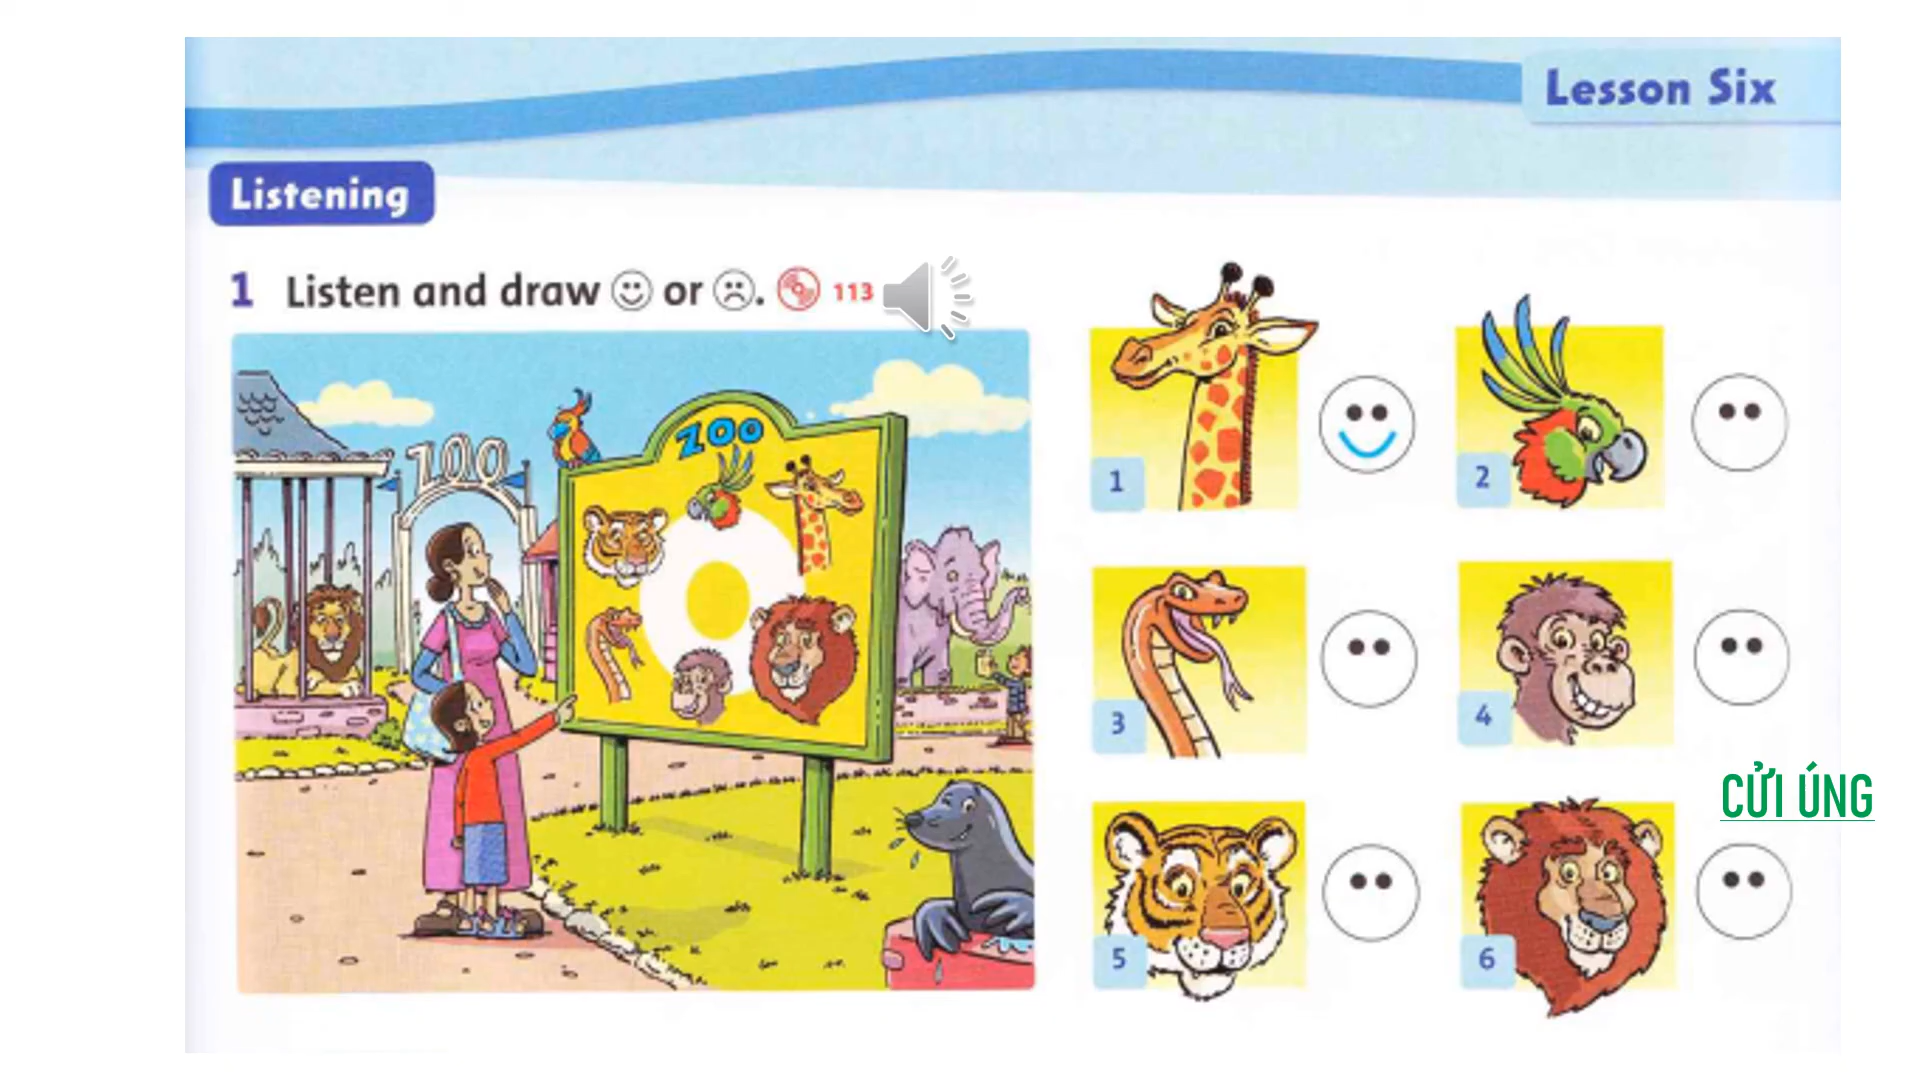 Lesson Six
Listening
1 Listen and draw ☺ or ☹. 113
ZOO
ZOO
1
2
3
4
5
6
CỬI ÚNG